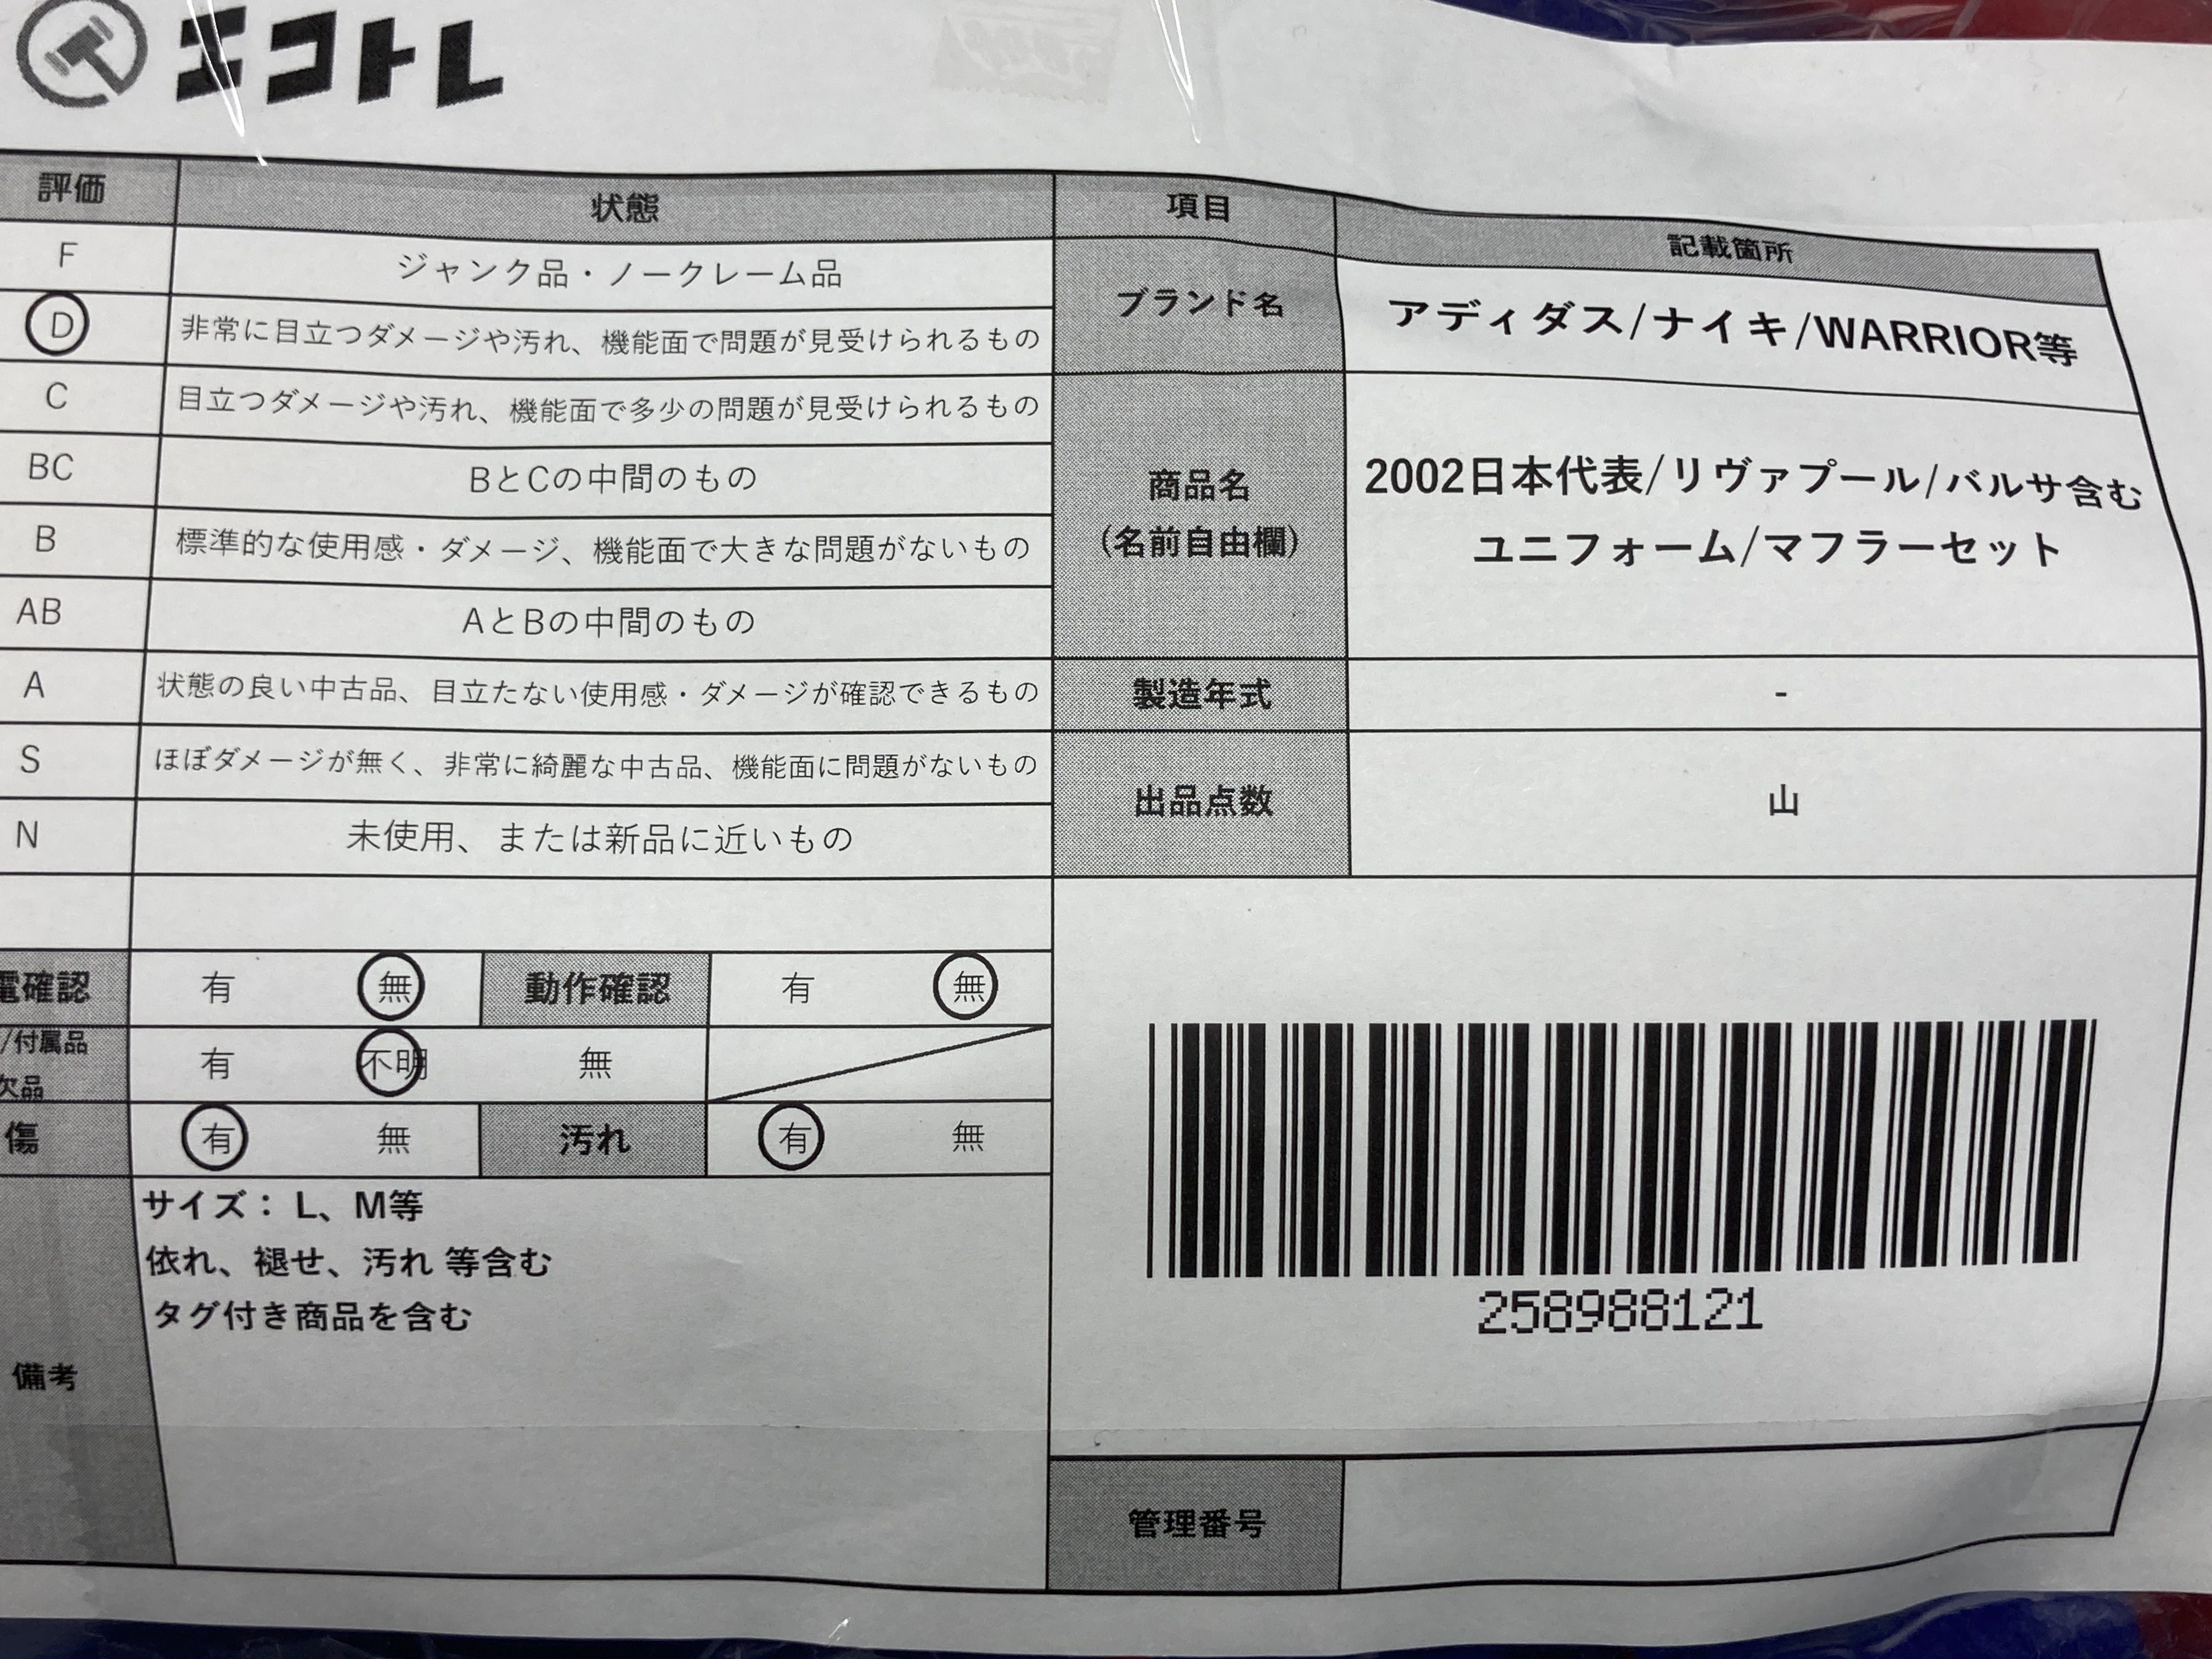 エコトレ
評価 状態 項目 記載箇所
F ジャンク品・ノークレーム品
D 非常に目立つダメージや汚れ、機能面で問題が見受けられるもの
ブランド名 アディダス/ナイキ/WARRIOR等
C 目立つダメージや汚れ、機能面で多少の問題が見受けられるもの
BC BとCの中間のもの
B 標準的な使用感・ダメージ、機能面で大きな問題がないもの
商品名
(名前自由欄)
2002日本代表/リヴァプール/バルサ含む
ユニフォーム/マフラーセット
AB AとBの中間のもの
A 状態の良い中古品、目立たない使用感・ダメージが確認できるもの
製造年式 -
S ほぼダメージが無く、非常に綺麗な中古品、機能面に問題がないもの
出品点数 山
N 未使用、または新品に近いもの
電確認 有 無 動作確認 有 無
/付属品
欠品
有 不明 無
傷 有 無 汚れ 有 無
備考
サイズ： L、M等
依れ、褪せ、汚れ 等含む
タグ付き商品を含む
258988121
管理番号